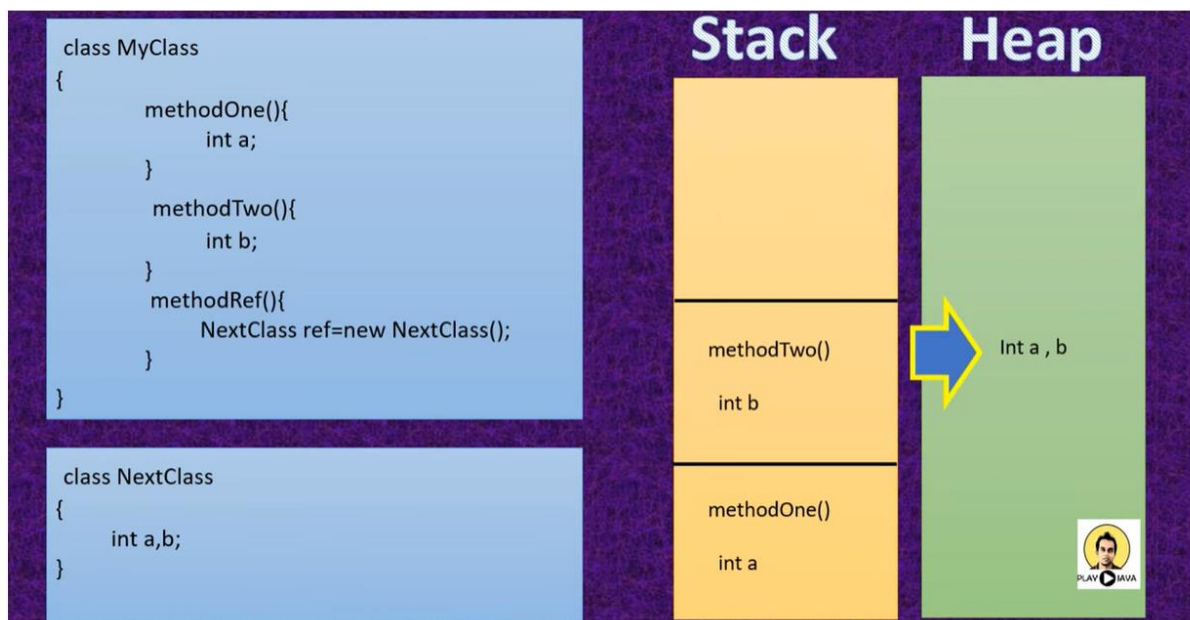 class MyClass
{
methodOne(){
int a;
}
methodTwo(){
int b;
}
methodRef(){
NextClass ref=new NextClass();
}
}
class NextClass
{
int a,b;
}
Stack
methodTwo()
int b
methodOne()
int a
Heap
Int a , b
PLAY JAVA